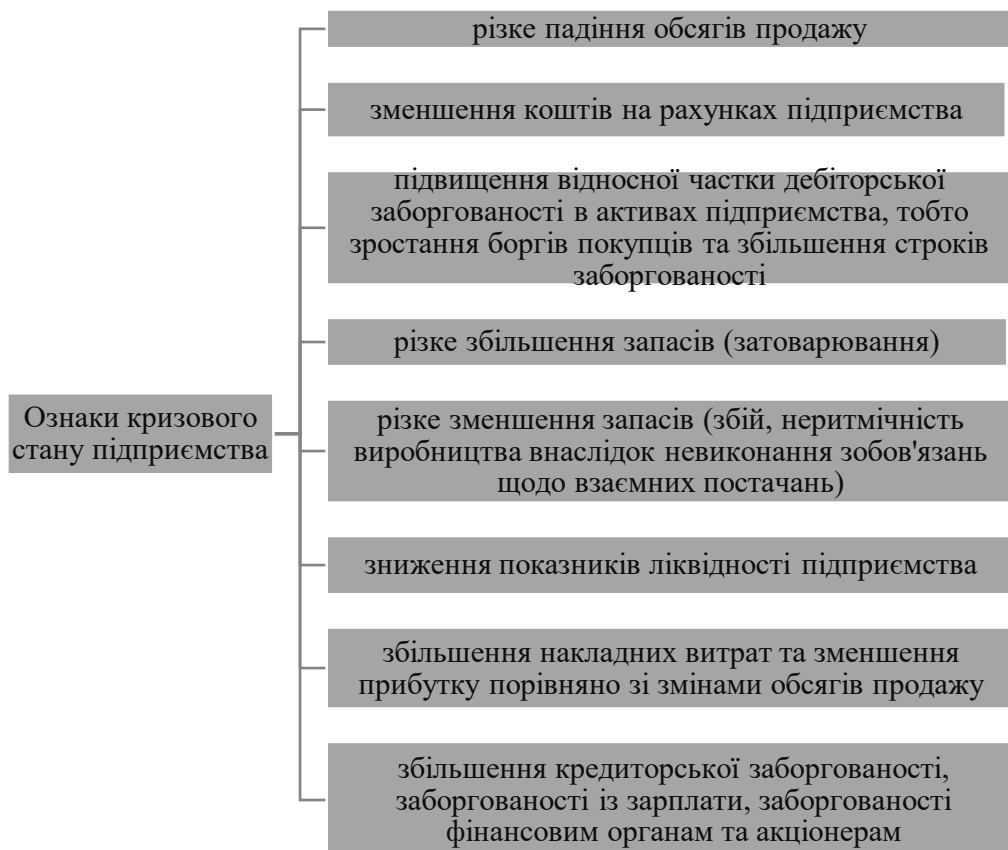 Ознаки кризового
стану підприємства
різке падіння обсягів продажу
зменшення коштів на рахунках підприємства
підвищення відносної частки дебіторської
заборгованості в активах підприємства, тобто
зростання боргів покупців та збільшення строків
заборгованості
різке збільшення запасів (затоварювання)
різке зменшення запасів (збій, неритмічність
виробництва внаслідок невиконання зобов'язань
щодо взаємних постачань)
зниження показників ліквідності підприємства
збільшення накладних витрат та зменшення
прибутку порівняно зі змінами обсягів продажу
збільшення кредиторської заборгованості,
заборгованості із зарплати, заборгованості
фінансовим органам та акціонерам